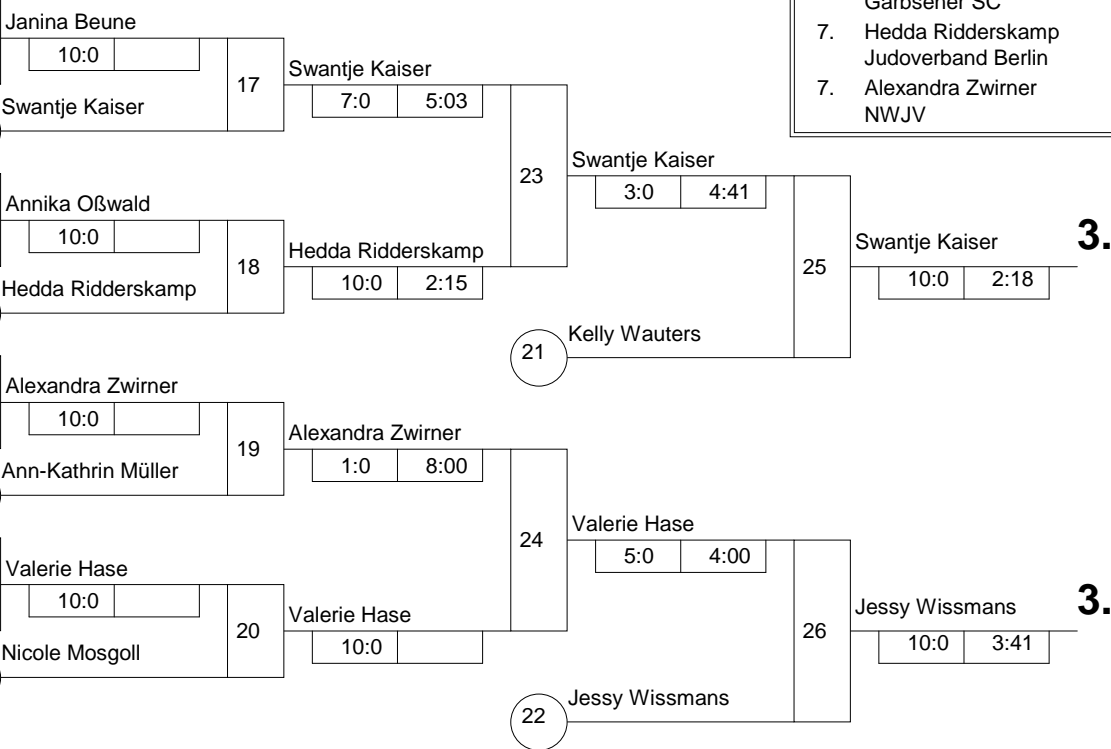 Garbsener SC
7. Hedda Ridderskamp
Judoverband Berlin
7. Alexandra Zwirner
NWJV
Janina Beune
10:0
Swantje Kaiser
17
Swantje Kaiser
7:0 5:03
Annika Oßwald
10:0
Hedda Ridderskamp
18
Hedda Ridderskamp
10:0 2:15
23
Swantje Kaiser
3:0 4:41
21
Kelly Wauters
25
Swantje Kaiser
10:0 2:18
3.
Alexandra Zwirner
10:0
Ann-Kathrin Müller
19
Alexandra Zwirner
1:0 8:00
Valerie Hase
10:0
Nicole Mosgoll
20
Valerie Hase
10:0
24
Valerie Hase
5:0 4:00
22
Jessy Wissmans
26
Jessy Wissmans
10:0 3:41
3.